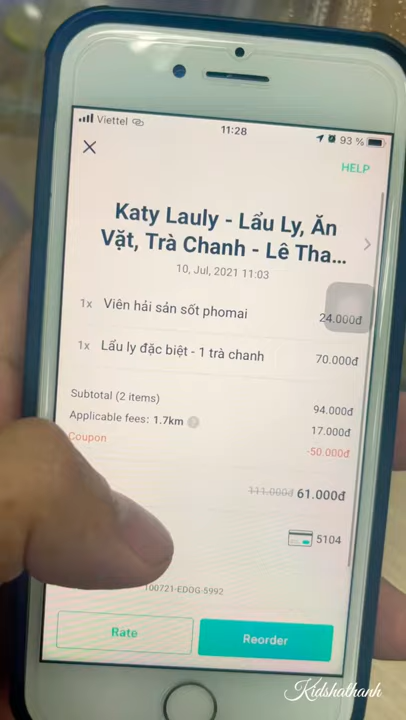 Viettel
11:28
93 %
HELP
Katy Lauly - Lẩu Ly, Ăn
Vặt, Trà Chanh - Lê Tha...
10, Jul, 2021 11:03
1x Viên hải sản sốt phomai 24.000đ
1x Lẩu ly đặc biệt - 1 trà chanh 70.000đ
Subtotal (2 items) 94.000đ
Applicable fees: 1.7km ? 17.000đ
Coupon -50.000đ
111.000đ 61.000đ
5104
100721-EDOG-5992
Rate
Reorder
Kidshathanh